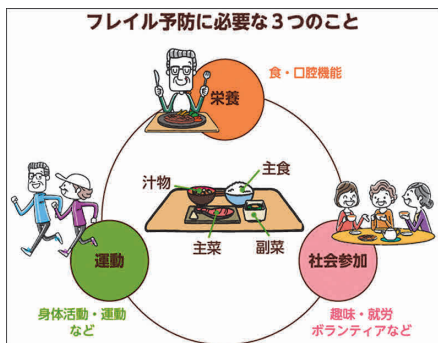 フレイル予防に必要な３つのこと
食・口腔機能
栄養
汁物
主食
主菜
副菜
運動
社会参加
身体活動・運動
など
趣味・就労
ボランティアなど